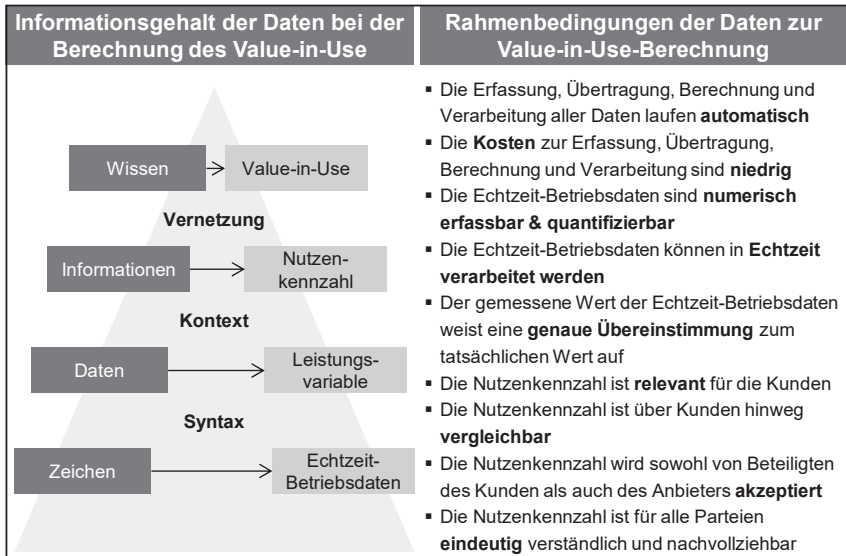 Informationsgehalt der Daten bei der
Berechnung des Value-in-Use
Wissen
Value-in-Use
Vernetzung
Informationen
Nutzen-
kennzahl
Kontext
Daten
Leistungs-
variable
Syntax
Zeichen
Echtzeit-
Betriebsdaten
Rahmenbedingungen der Daten zur
Value-in-Use-Berechnung
▪ Die Erfassung, Übertragung, Berechnung und
Verarbeitung aller Daten laufen automatisch
▪ Die Kosten zur Erfassung, Übertragung,
Berechnung und Verarbeitung sind niedrig
▪ Die Echtzeit-Betriebsdaten sind numerisch
erfassbar & quantifizierbar
▪ Die Echtzeit-Betriebsdaten können in Echtzeit
verarbeitet werden
▪ Der gemessene Wert der Echtzeit-Betriebsdaten
weist eine genaue Übereinstimmung zum
tatsächlichen Wert auf
▪ Die Nutzenkennzahl ist relevant für die Kunden
▪ Die Nutzenkennzahl ist über Kunden hinweg
vergleichbar
▪ Die Nutzenkennzahl wird sowohl von Beteiligten
des Kunden als auch des Anbieters akzeptiert
▪ Die Nutzenkennzahl ist für alle Parteien
eindeutig verständlich und nachvollziehbar